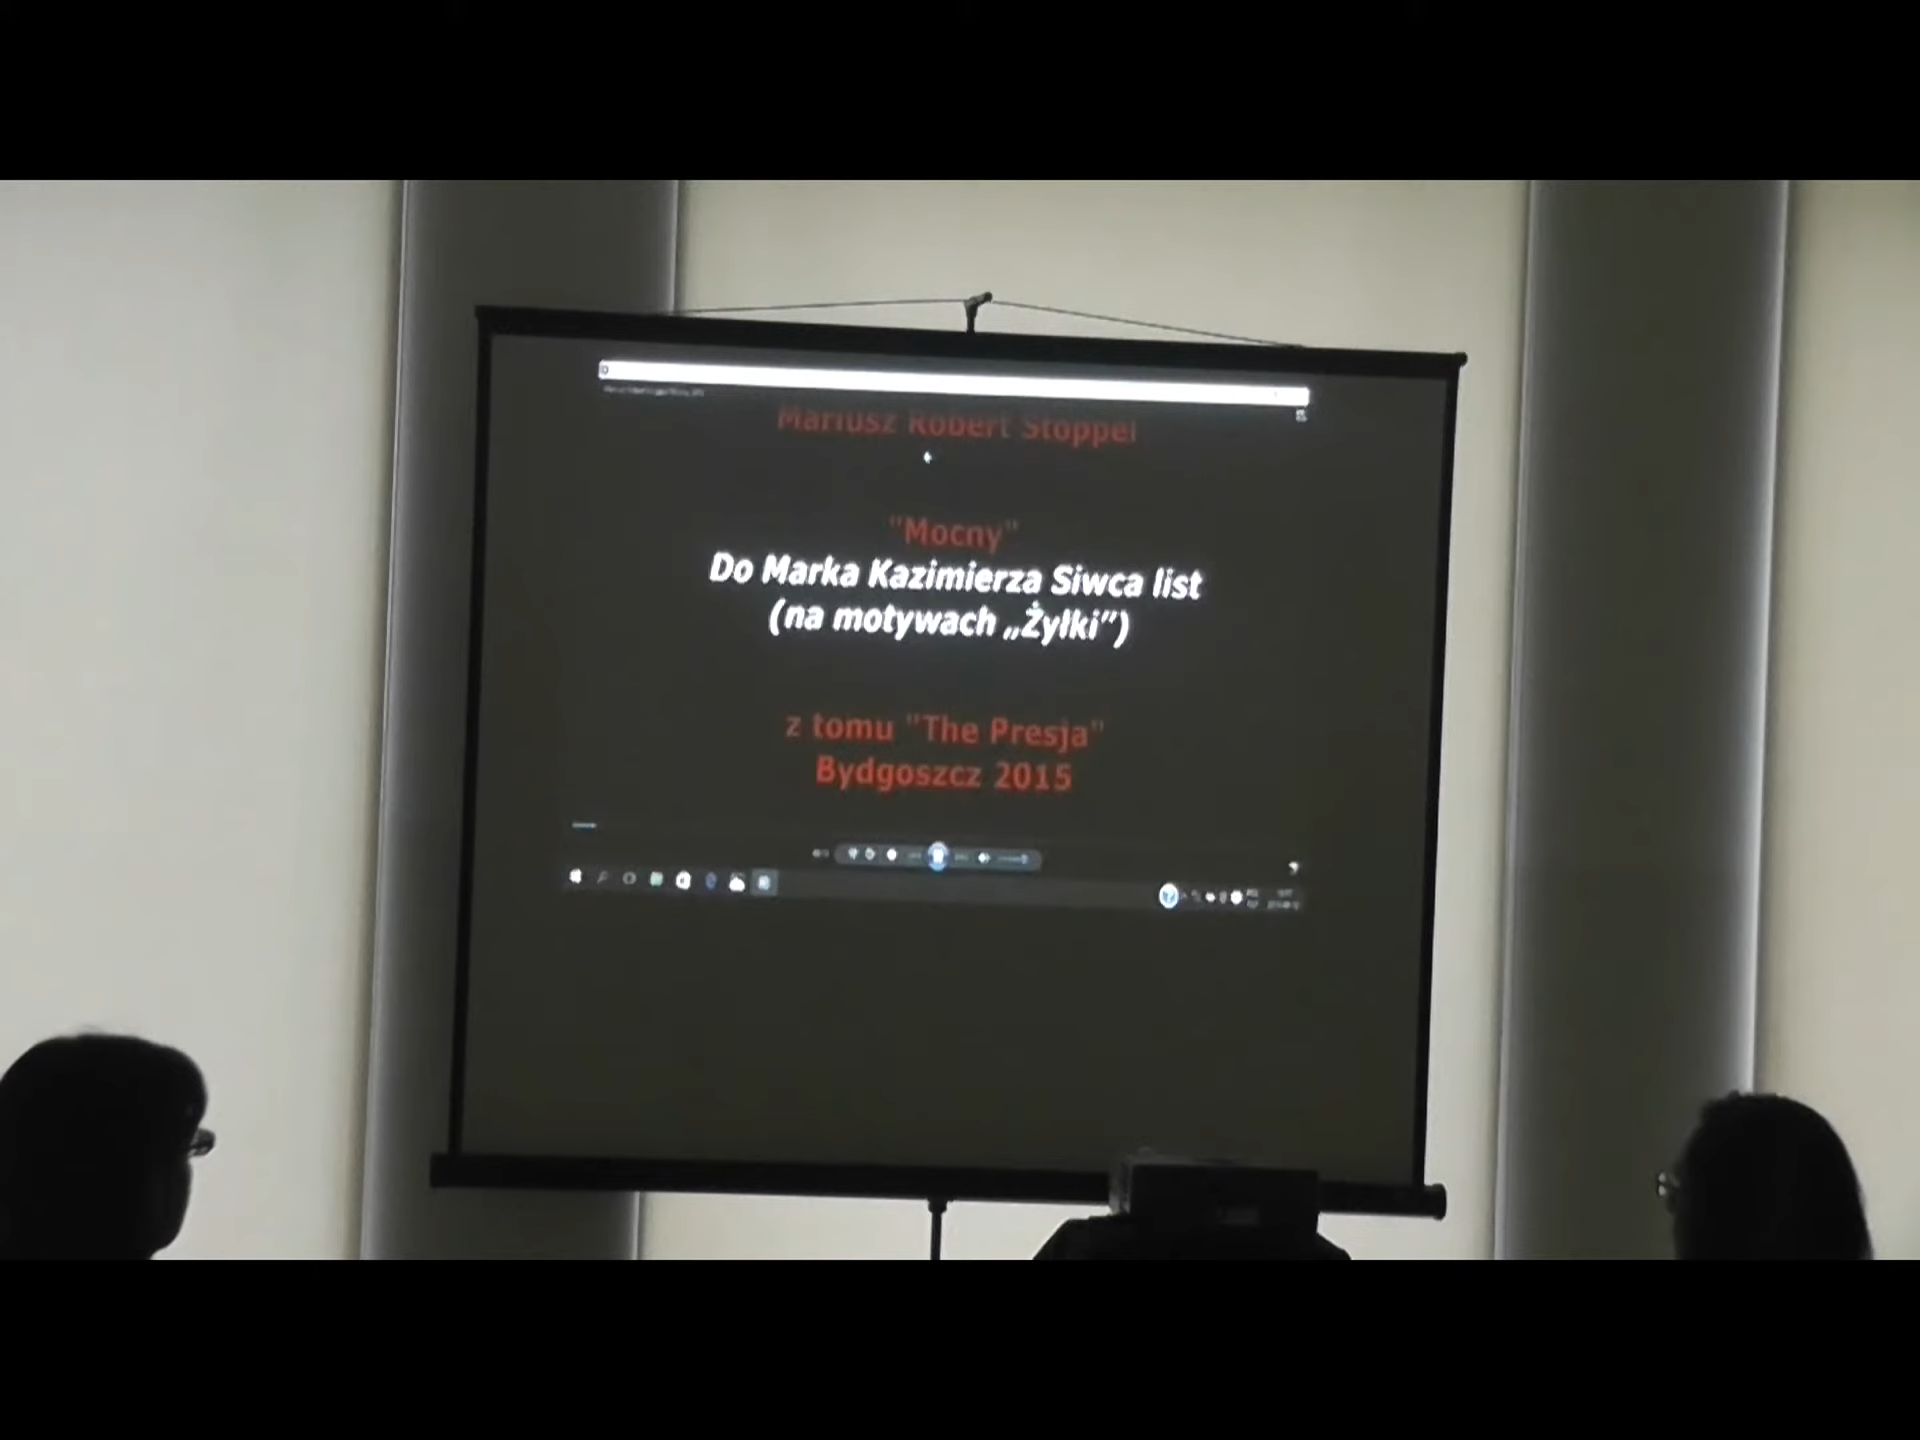 Mariusz Robert Stoppel
"Mocny"
Do Marka Kazimierza Siwca list
(na motywach „Żyłki”)
z tomu "The Presja"
Bydgoszcz 2015